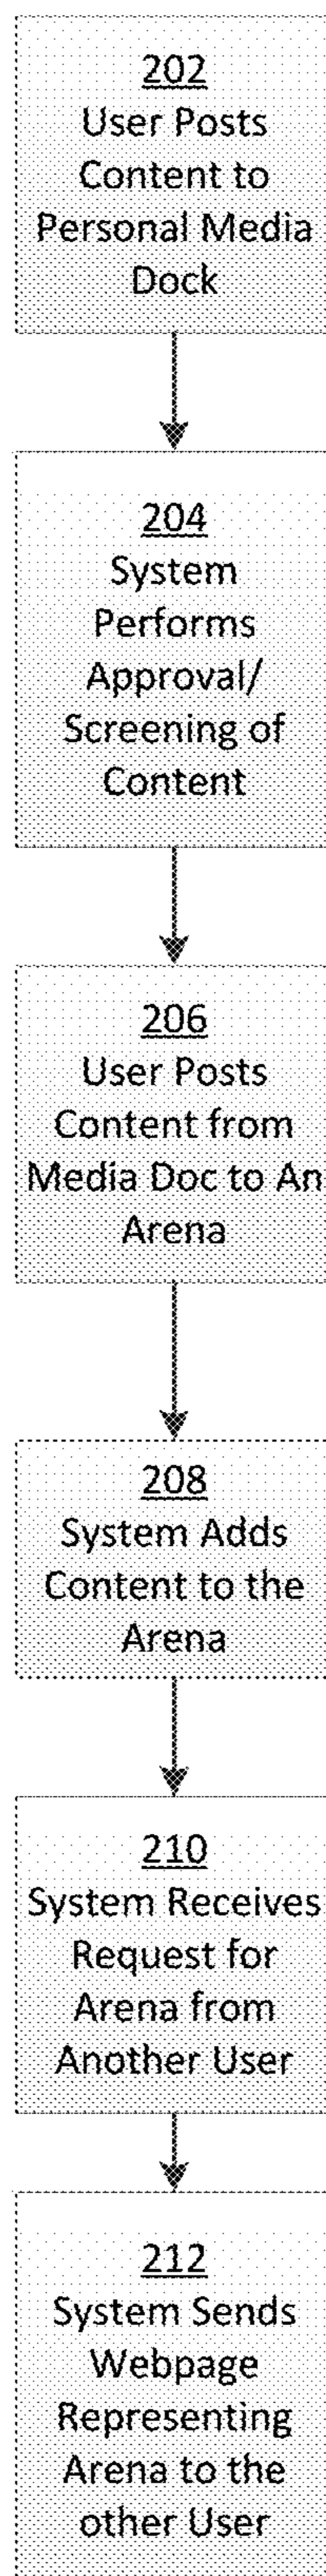 202
User Posts
Content to
Personal Media
Dock
204
System
Performs
Approval/
Screening of
Content
206
User Posts
Content from
Media Doc to An
Arena
208
System Adds
Content to the
Arena
210
System Receives
Request for
Arena from
Another User
212
System Sends
Webpage
Representing
Arena to the
other User